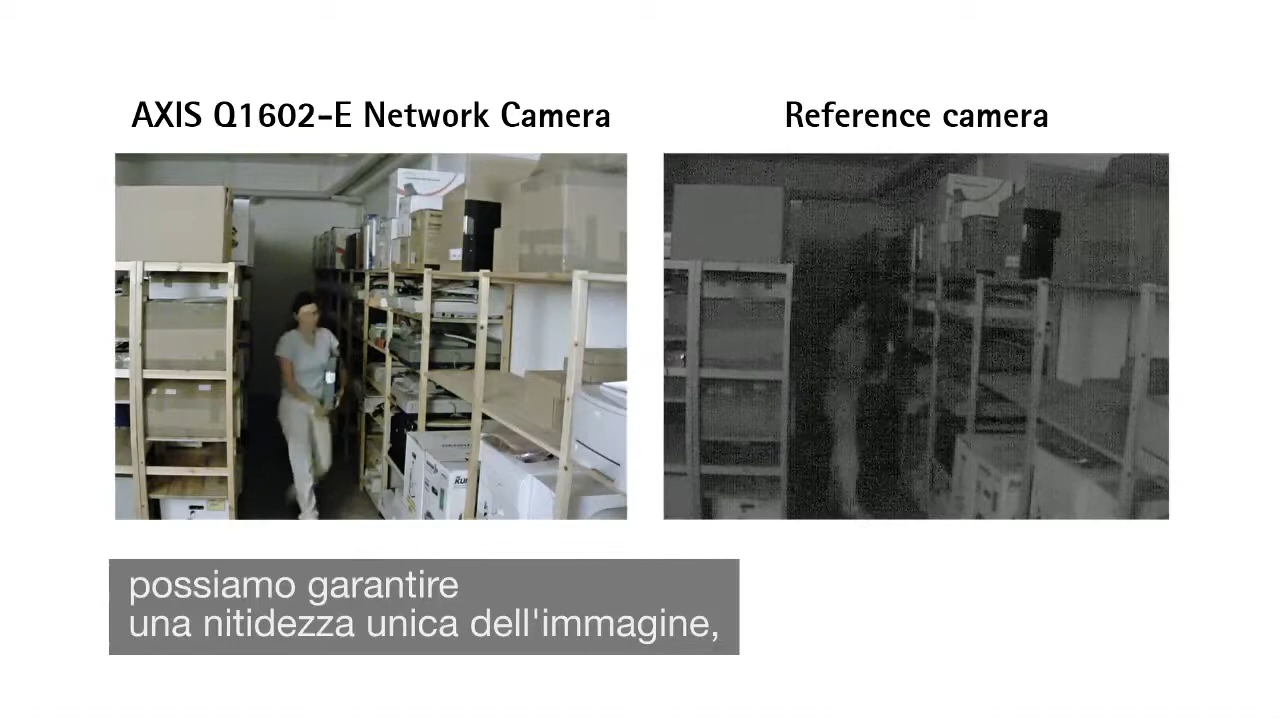 AXIS Q1602-E Network Camera
Reference camera
possiamo garantire
una nitidezza unica dell'immagine,